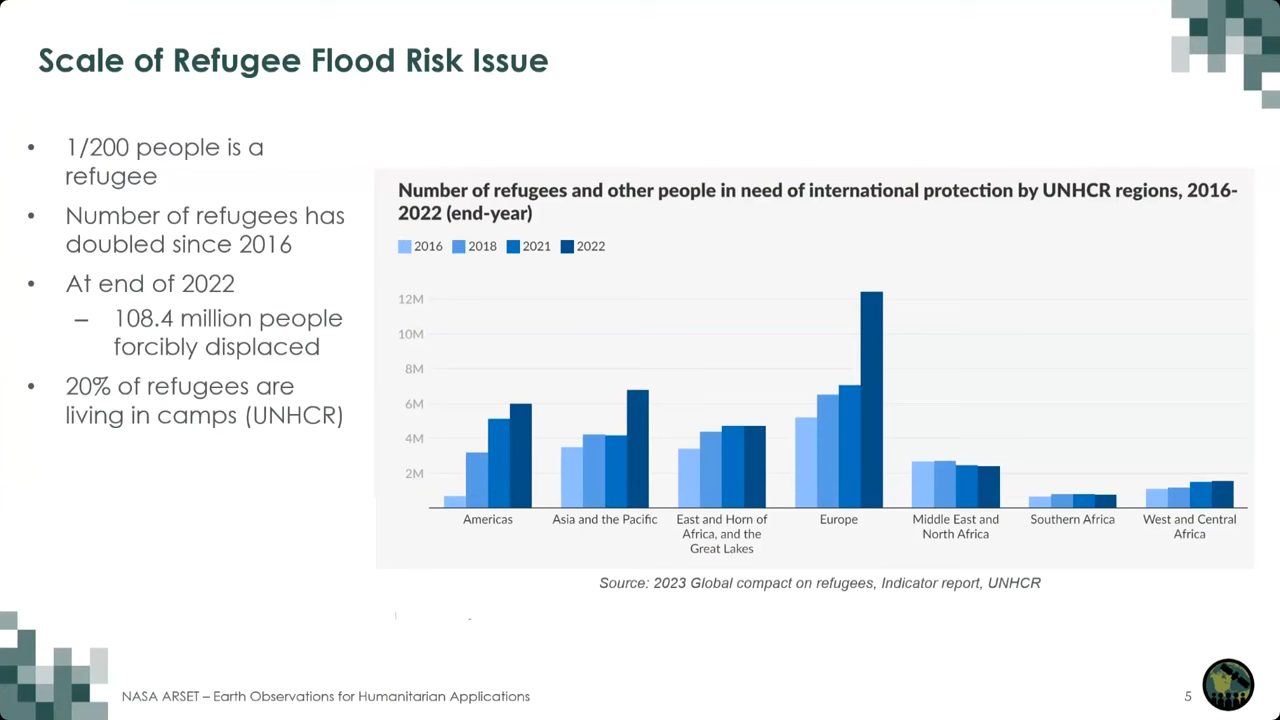 Scale of Refugee Flood Risk Issue
• 1/200 people is a
refugee
• Number of refugees has
doubled since 2016
• At end of 2022
– 108.4 million people
forcibly displaced
• 20% of refugees are
living in camps (UNHCR)
Number of refugees and other people in need of international protection by UNHCR regions, 2016-
2022 (end-year)
2016 2018 2021 2022
12M
10M
8M
6M
4M
2M
Americas
Asia and the Pacific
East and Horn of
Africa, and the
Great Lakes
Europe
Middle East and
North Africa
Southern Africa
West and Central
Africa
Source: 2023 Global compact on refugees, Indicator report, UNHCR
NASA ARSET – Earth Observations for Humanitarian Applications
5